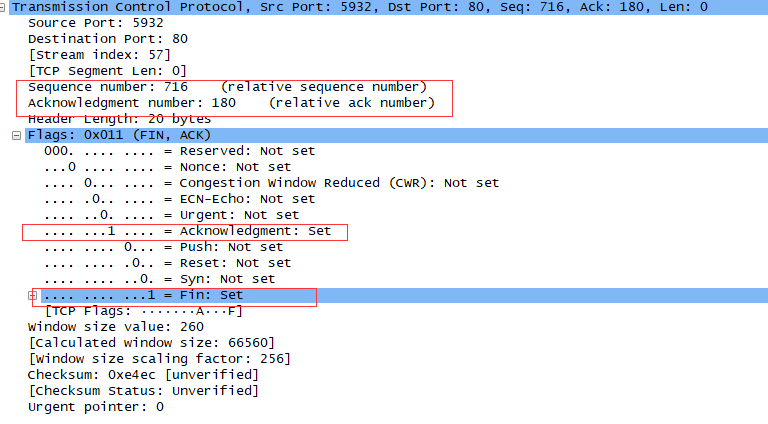 Transmission Control Protocol, Src Port: 5932, Dst Port: 80, Seq: 716, Ack: 180, Len: 0
Source Port: 5932
Destination Port: 80
[Stream index: 57]
[TCP Segment Len: 0]
Sequence number: 716    (relative sequence number)
Acknowledgment number: 180    (relative ack number)
Header Length: 20 bytes
Flags: 0x011 (FIN, ACK)
000. .... .... = Reserved: Not set
...0 .... .... = Nonce: Not set
.... 0... .... = Congestion Window Reduced (CWR): Not set
.... .0.. .... = ECN-Echo: Not set
.... ..0. .... = Urgent: Not set
.... ...1 .... = Acknowledgment: Set
.... .... 0... = Push: Not set
.... .... .0.. = Reset: Not set
.... .... ..0. = Syn: Not set
.... .... ...1 = Fin: Set
[TCP Flags: ·······A···F]
Window size value: 260
[Calculated window size: 66560]
[Window size scaling factor: 256]
Checksum: 0xe4ec [unverified]
[Checksum Status: Unverified]
Urgent pointer: 0